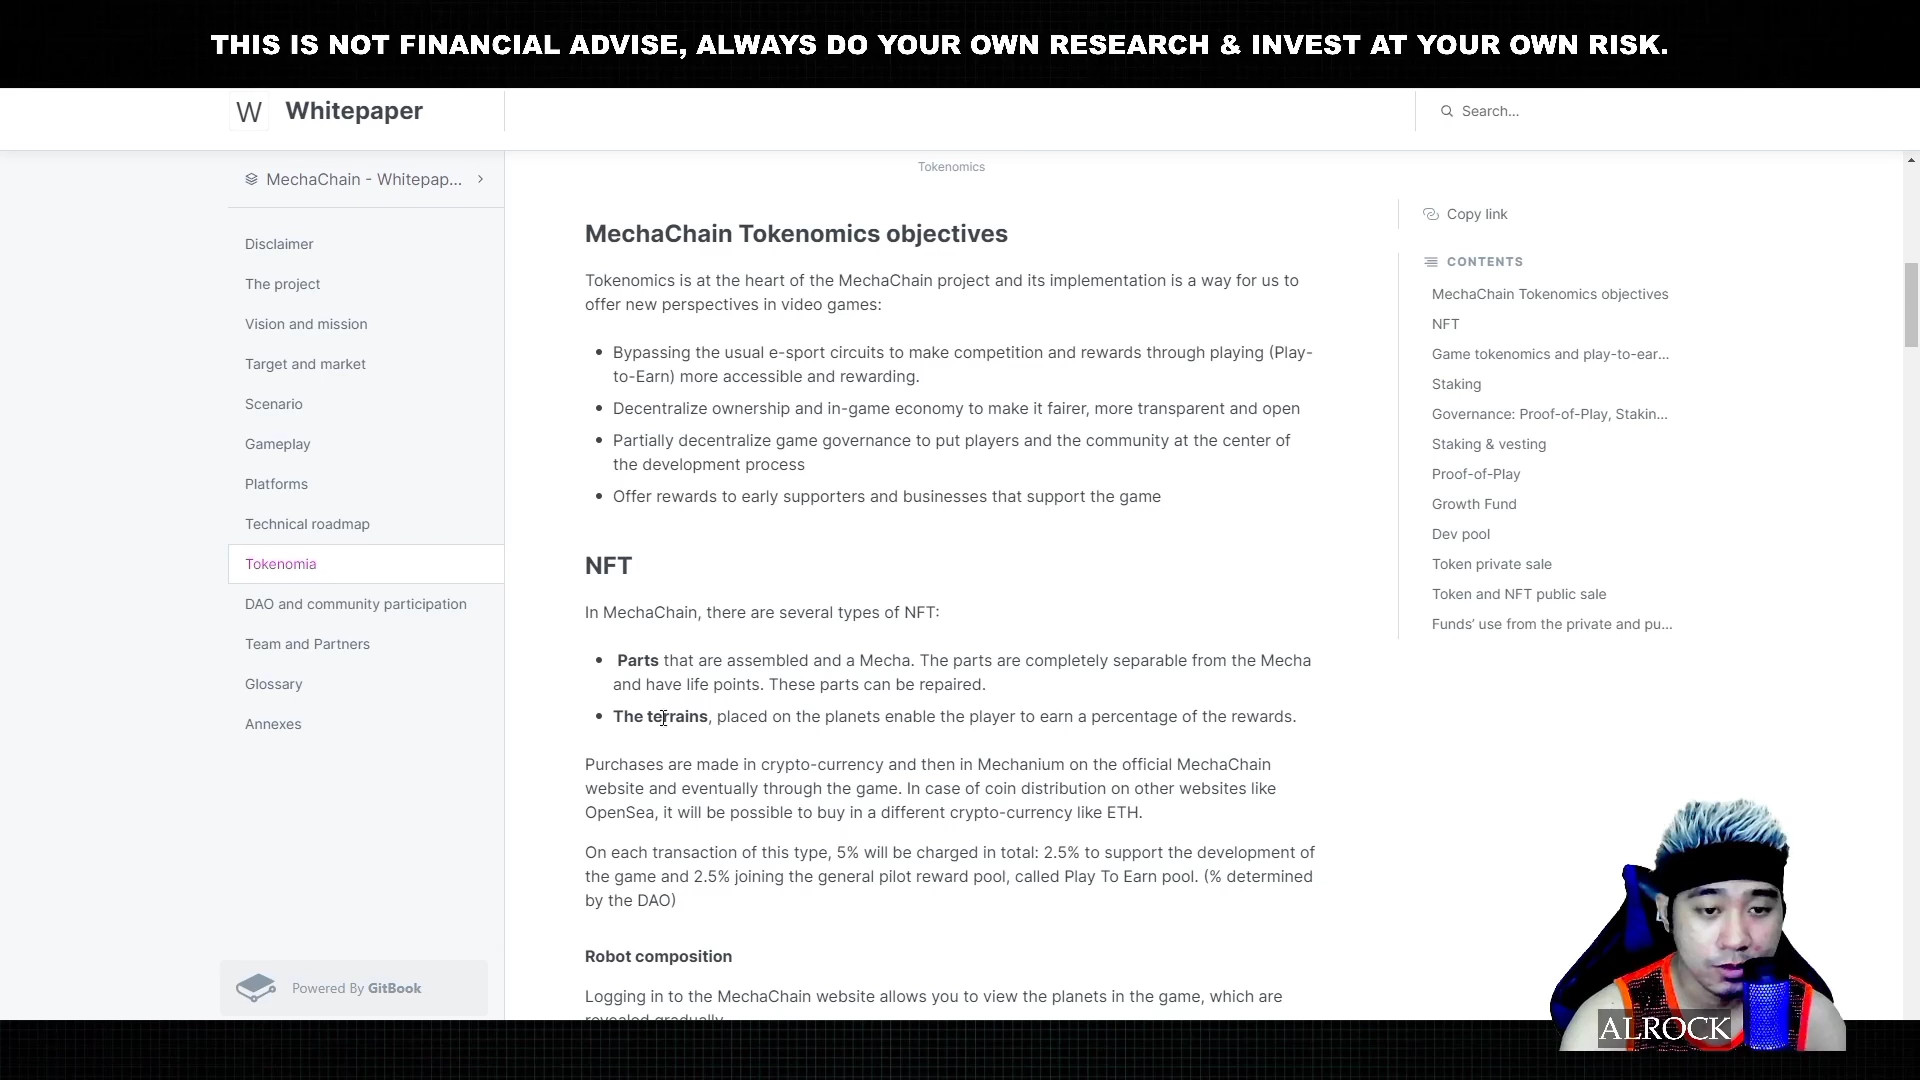 THIS IS NOT FINANCIAL ADVISE, ALWAYS DO YOUR OWN RESEARCH & INVEST AT YOUR OWN RISK.
W Whitepaper
Search...
MechaChain - Whitepap...
Disclaimer
The project
Vision and mission
Target and market
Scenario
Gameplay
Platforms
Technical roadmap
Tokenomia
DAO and community participation
Team and Partners
Glossary
Annexes
Powered By GitBook
Tokenomics
MechaChain Tokenomics objectives
Tokenomics is at the heart of the MechaChain project and its implementation is a way for us to
offer new perspectives in video games:
• Bypassing the usual e-sport circuits to make competition and rewards through playing (Play-
to-Earn) more accessible and rewarding.
• Decentralize ownership and in-game economy to make it fairer, more transparent and open
• Partially decentralize game governance to put players and the community at the center of
the development process
• Offer rewards to early supporters and businesses that support the game
NFT
In MechaChain, there are several types of NFT:
• Parts that are assembled and a Mecha. The parts are completely separable from the Mecha
and have life points. These parts can be repaired.
• The terrains, placed on the planets enable the player to earn a percentage of the rewards.
Purchases are made in crypto-currency and then in Mechanium on the official MechaChain
website and eventually through the game. In case of coin distribution on other websites like
OpenSea, it will be possible to buy in a different crypto-currency like ETH.
On each transaction of this type, 5% will be charged in total: 2.5% to support the development of
the game and 2.5% joining the general pilot reward pool, called Play To Earn pool. (% determined
by the DAO)
Robot composition
Logging in to the MechaChain website allows you to view the planets in the game, which are
revealed gradually.
Copy link
CONTENTS
MechaChain Tokenomics objectives
NFT
Game tokenomics and play-to-ear...
Staking
Governance: Proof-of-Play, Stakin...
Staking & vesting
Proof-of-Play
Growth Fund
Dev pool
Token private sale
Token and NFT public sale
Funds' use from the private and pu...
ALROCK